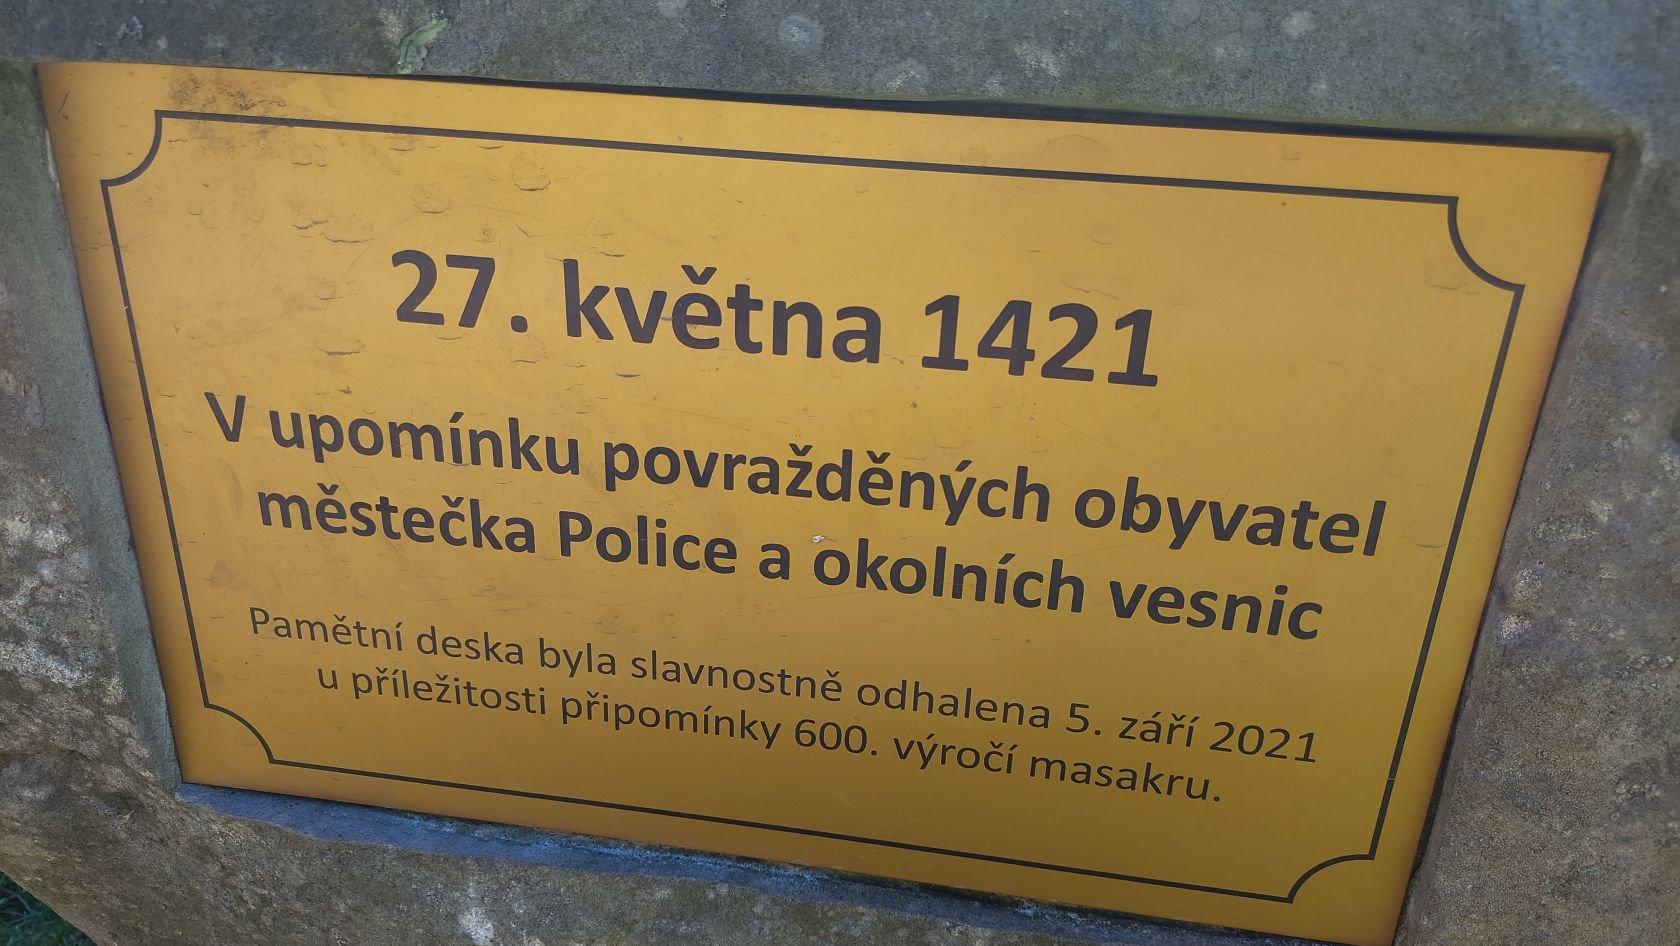 27. května 1421
V upomínku povražděných obyvatel
městečka Police a okolních vesnic
Pamětní deska byla slavnostně odhalena 5. září 2021
u příležitosti připomínky 600. výročí masakru.